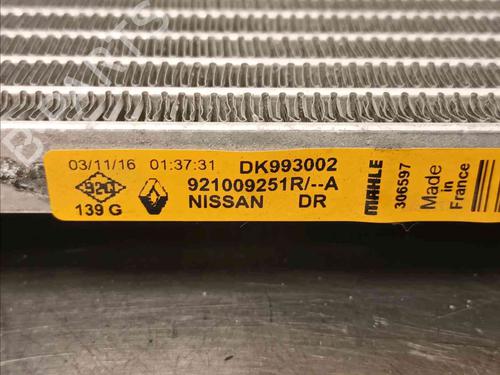 03/11/16 01:37:31 DK993002
920 921009251R/--A
139 G NISSAN DR
MAHLE
306597
Made
in
France